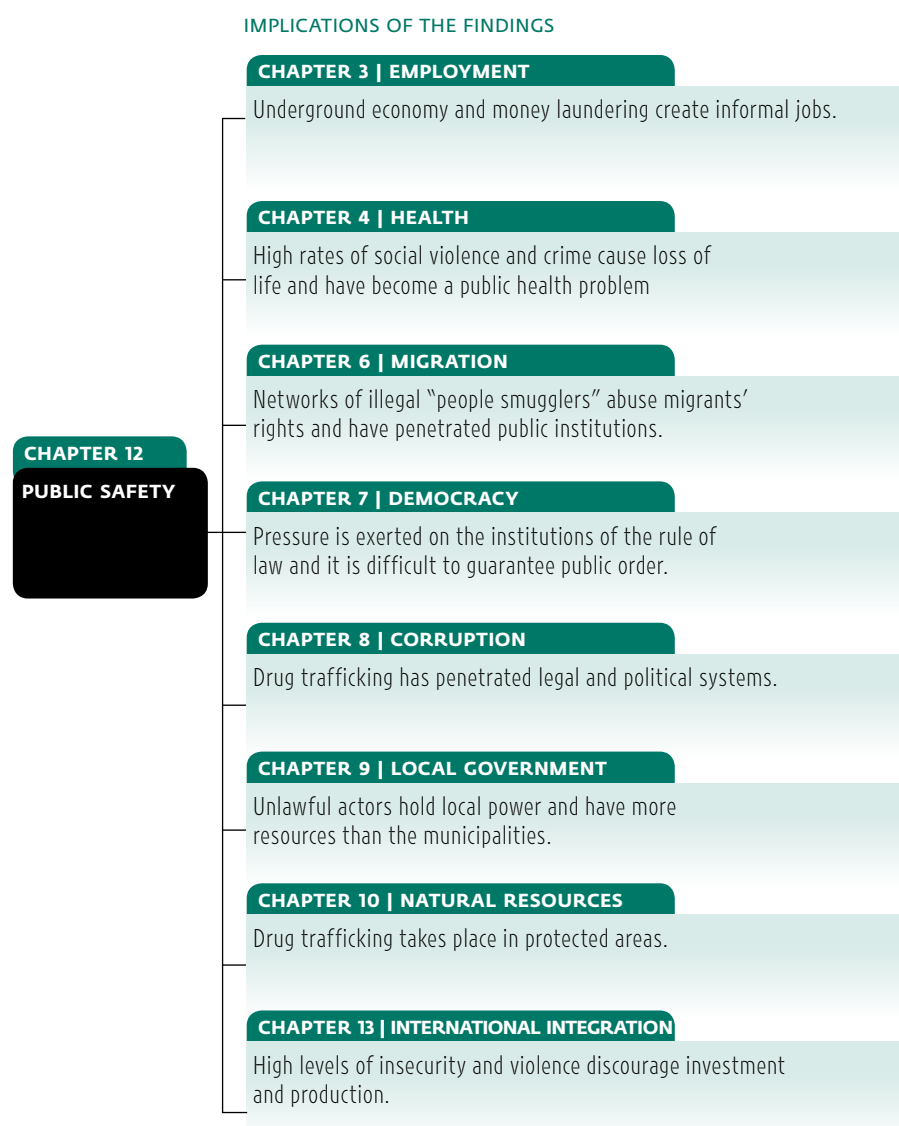 IMPLICATIONS OF THE FINDINGS
CHAPTER 3 | EMPLOYMENT
Underground economy and money laundering create informal jobs.
CHAPTER 4 | HEALTH
High rates of social violence and crime cause loss of
life and have become a public health problem
CHAPTER 6 | MIGRATION
Networks of illegal “people smugglers” abuse migrants’
rights and have penetrated public institutions.
CHAPTER 12
PUBLIC SAFETY
CHAPTER 7 | DEMOCRACY
Pressure is exerted on the institutions of the rule of
law and it is difficult to guarantee public order.
CHAPTER 8 | CORRUPTION
Drug trafficking has penetrated legal and political systems.
CHAPTER 9 | LOCAL GOVERNMENT
Unlawful actors hold local power and have more
resources than the municipalities.
CHAPTER 10 | NATURAL RESOURCES
Drug trafficking takes place in protected areas.
CHAPTER 13 | INTERNATIONAL INTEGRATION
High levels of insecurity and violence discourage investment
and production.